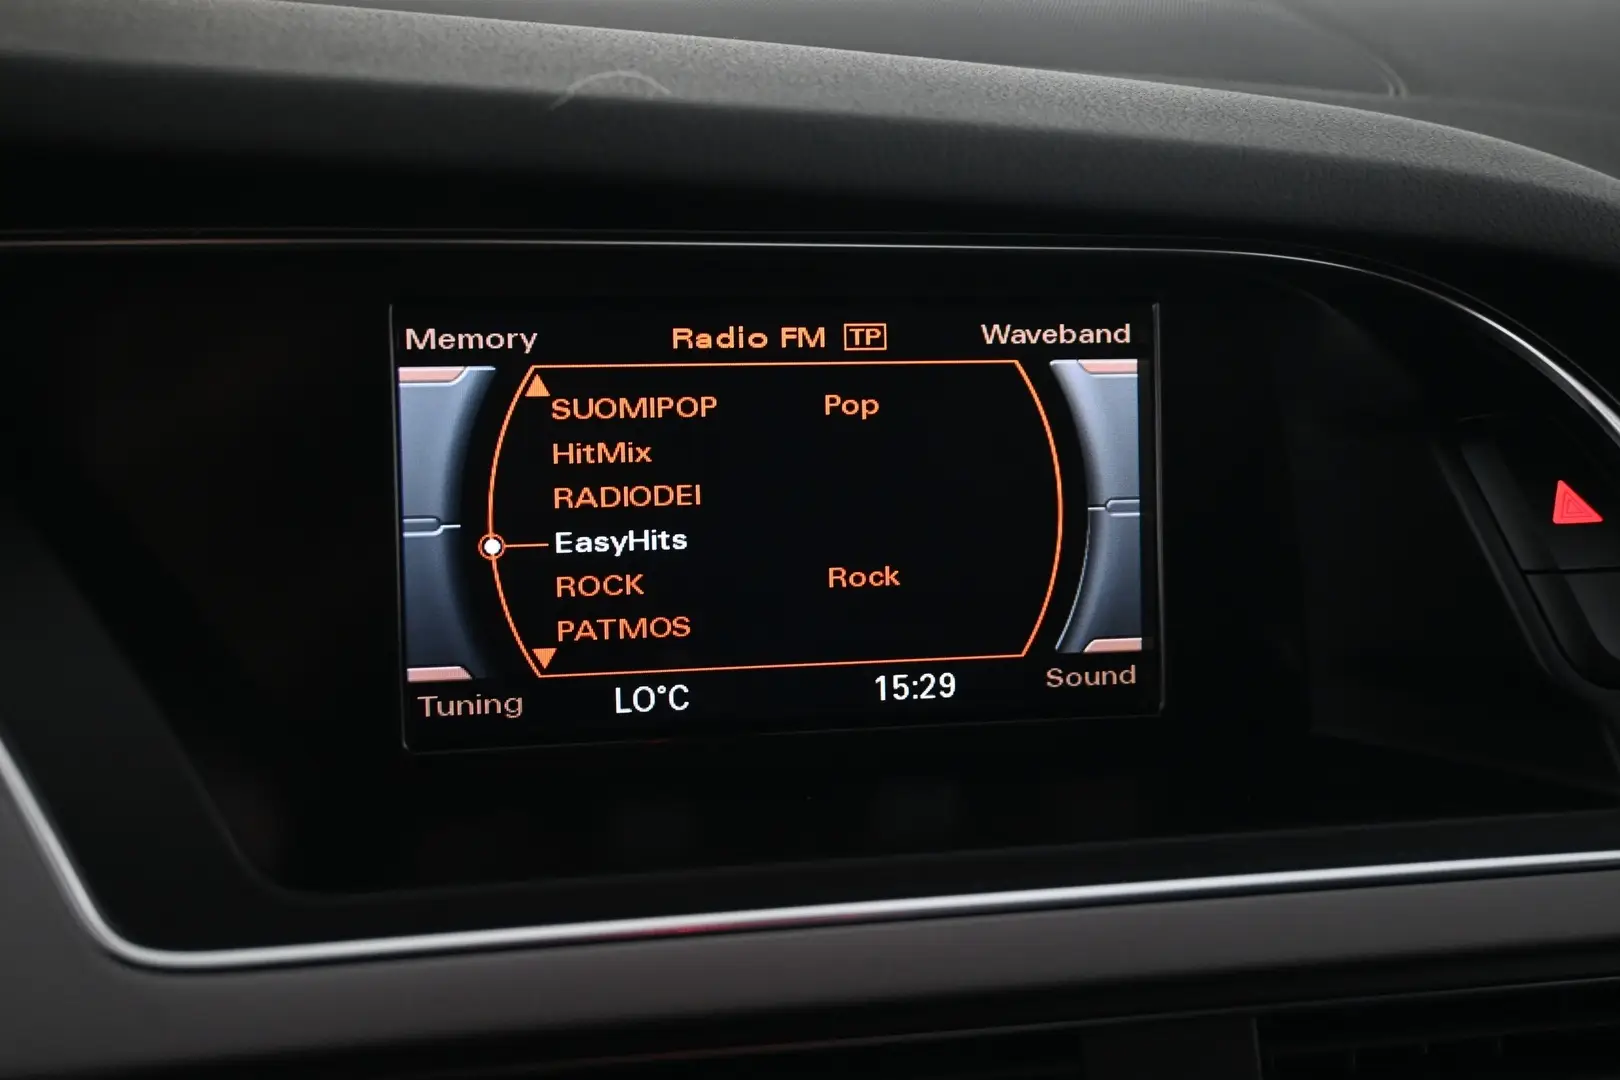 Memory Radio FM TP Waveband
SUOMIPOP Pop
HitMix
RADIODEI
EasyHits
ROCK Rock
PATMOS
Tuning LO°C 15:29 Sound